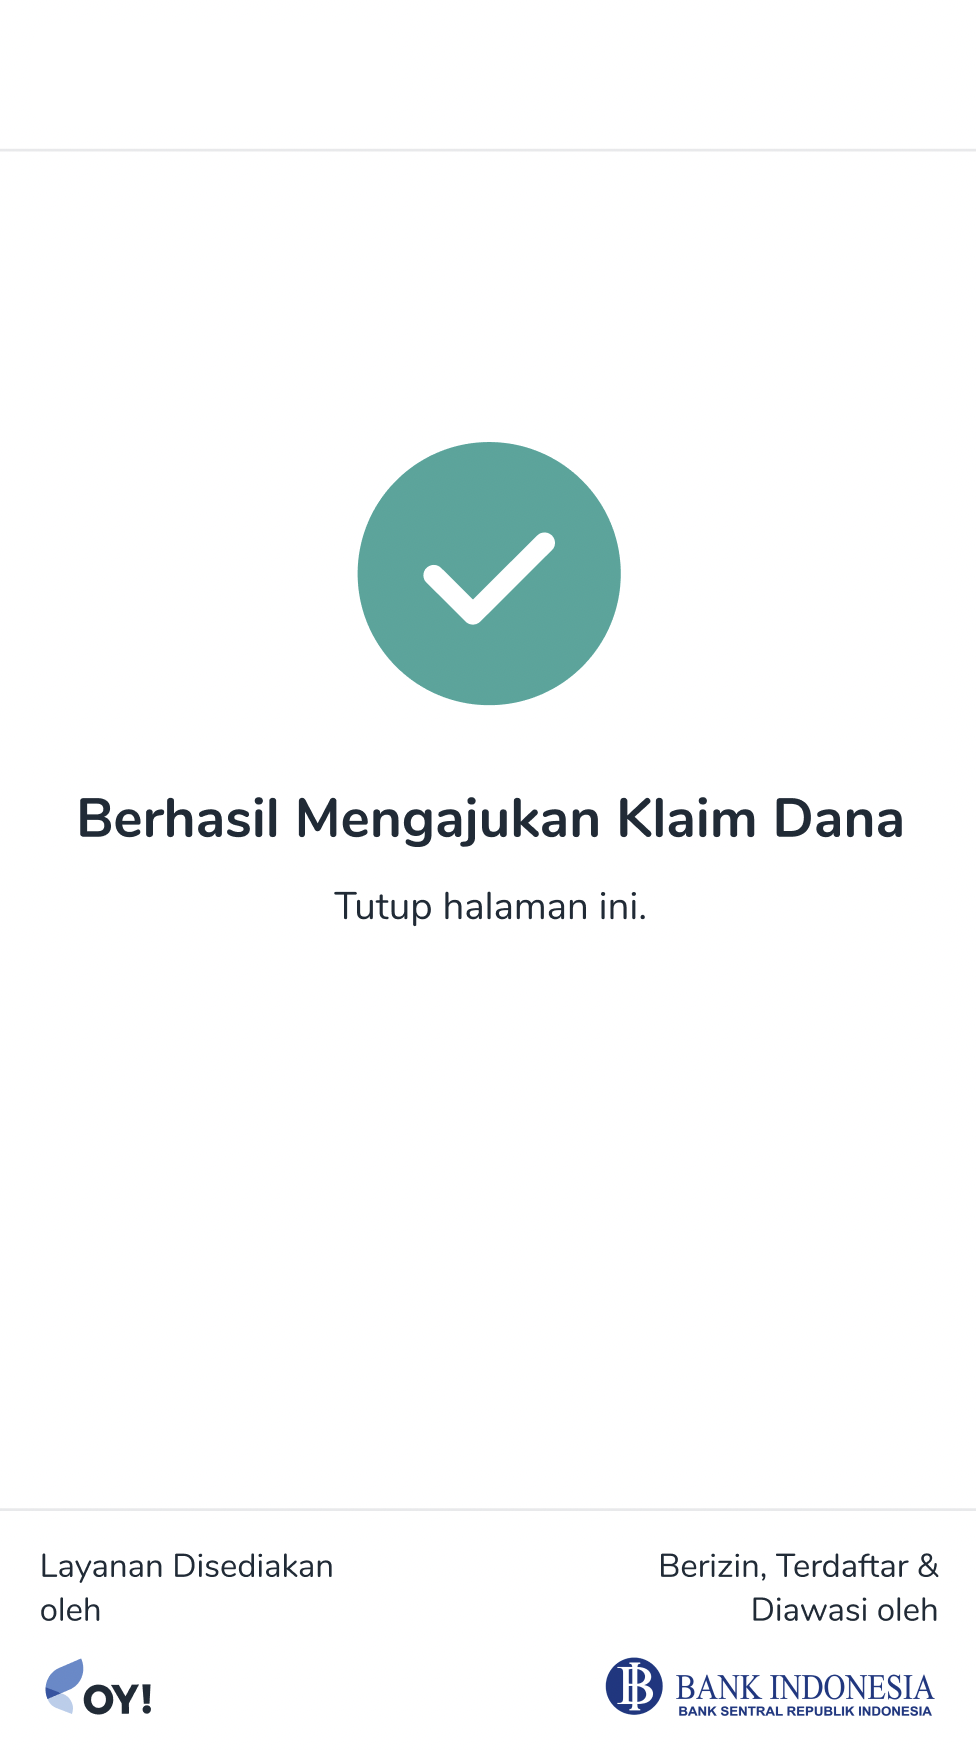 Berhasil Mengajukan Klaim Dana
Tutup halaman ini.
Layanan Disediakan
oleh
OY!
Berizin, Terdaftar &
Diawasi oleh
BANK INDONESIA
BANK SENTRAL REPUBLIK INDONESIA